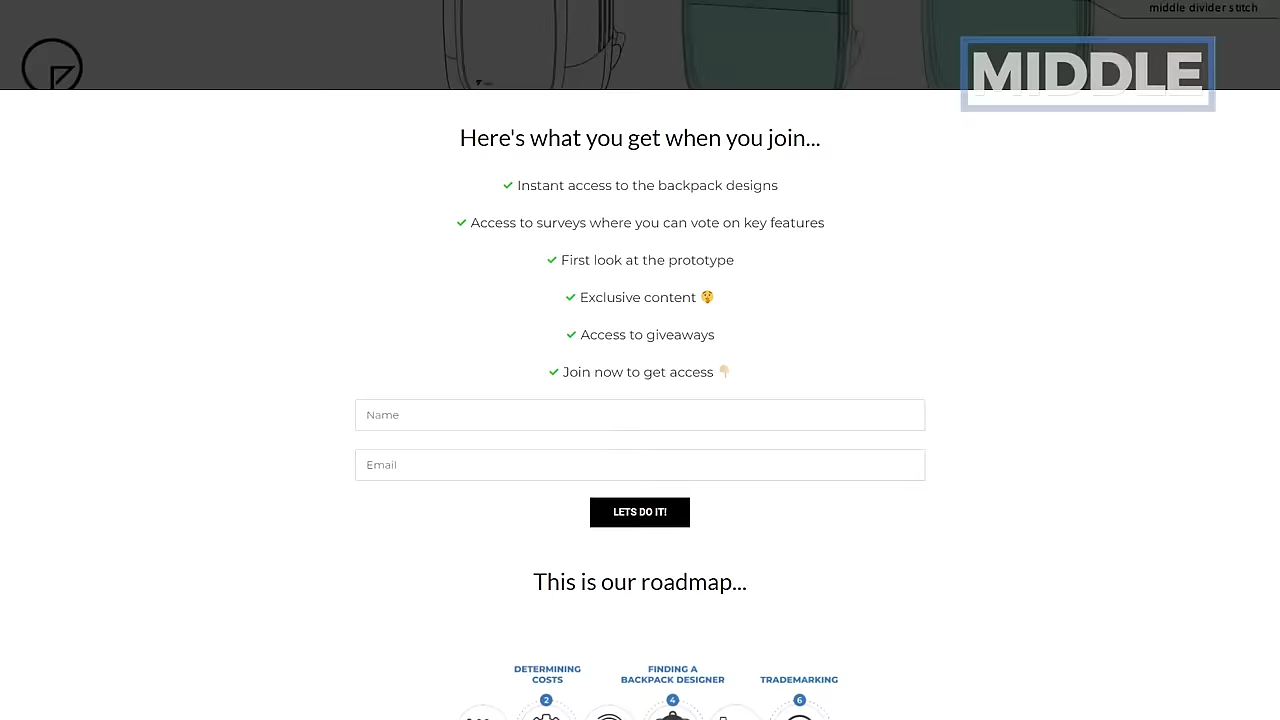 middle divider stitch
MIDDLE
Here's what you get when you join...
Instant access to the backpack designs
Access to surveys where you can vote on key features
First look at the prototype
Exclusive content 🤫
Access to giveaways
Join now to get access 👇🏻
Name
Email
LETS DO IT!
This is our roadmap...
DETERMINING COSTS
FINDING A BACKPACK DESIGNER
TRADEMARKING
2
4
6